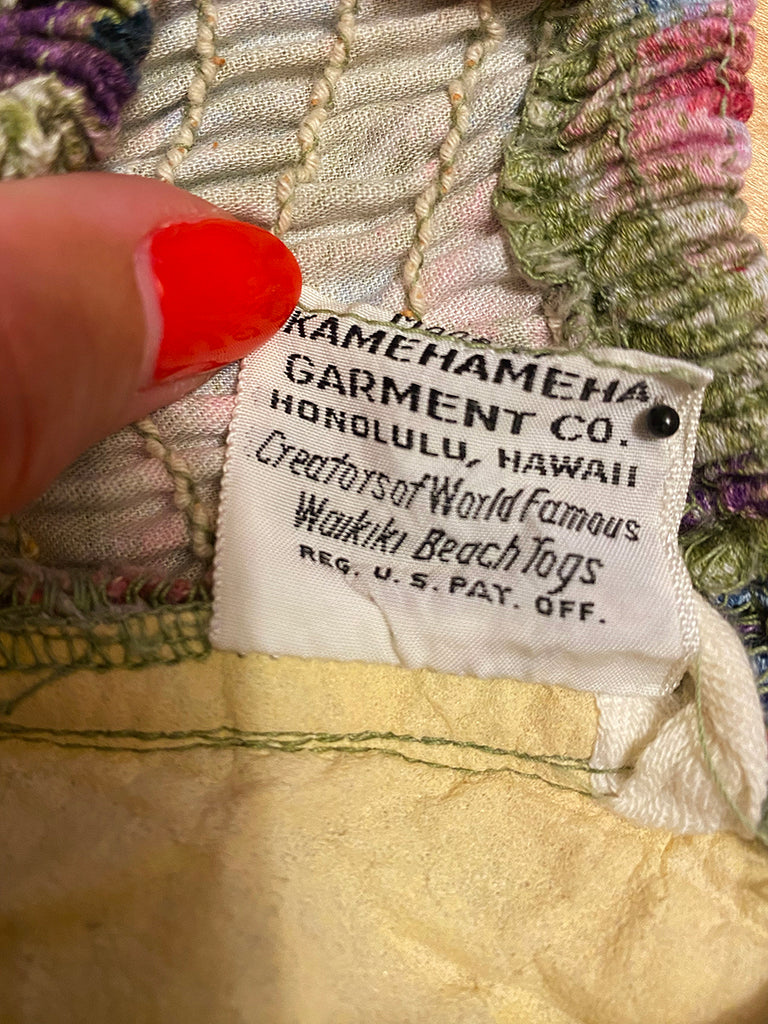 KAMEHAMEHA
GARMENT CO.
HONOLULU, HAWAII
Creators of World Famous
Waikiki Beach Togs
REG. U. S. PAT. OFF.